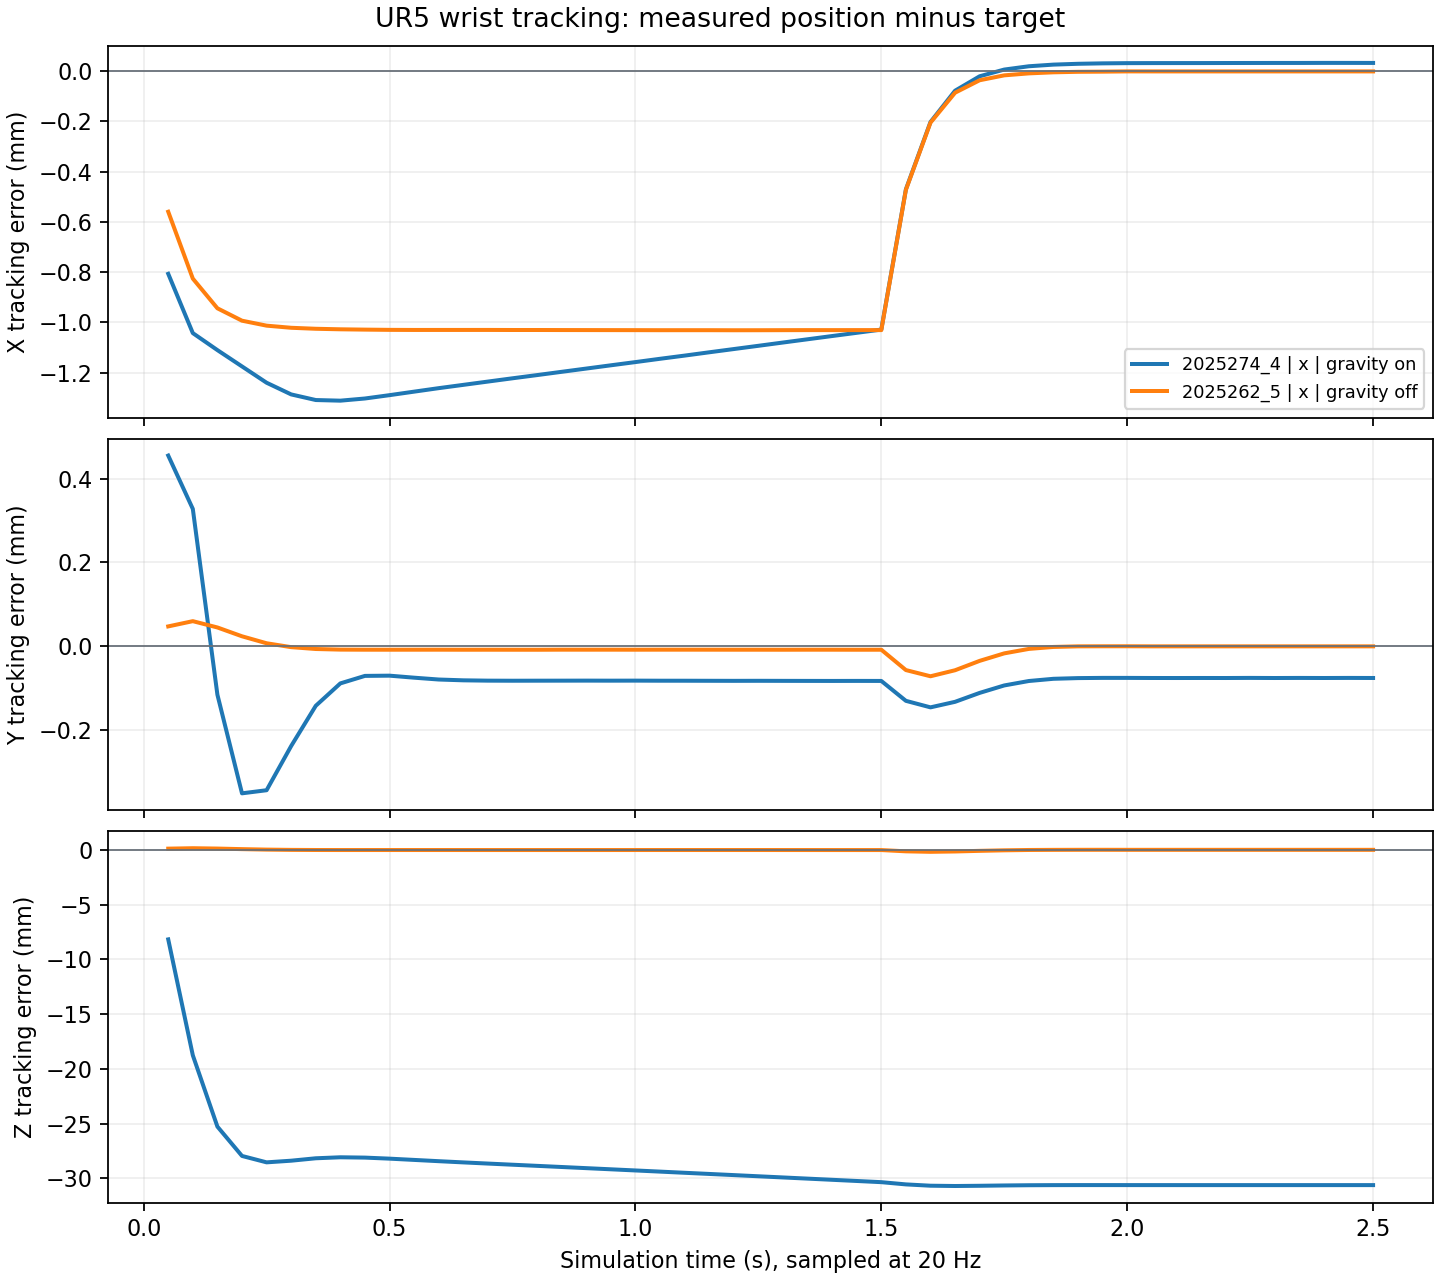 UR5 wrist tracking: measured position minus target
X tracking error (mm)
0.0
−0.2
−0.4
−0.6
−0.8
−1.0
−1.2
2025274_4 | x | gravity on
2025262_5 | x | gravity off
Y tracking error (mm)
0.4
0.2
0.0
−0.2
Z tracking error (mm)
0
−5
−10
−15
−20
−25
−30
0.0 0.5 1.0 1.5 2.0 2.5
Simulation time (s), sampled at 20 Hz